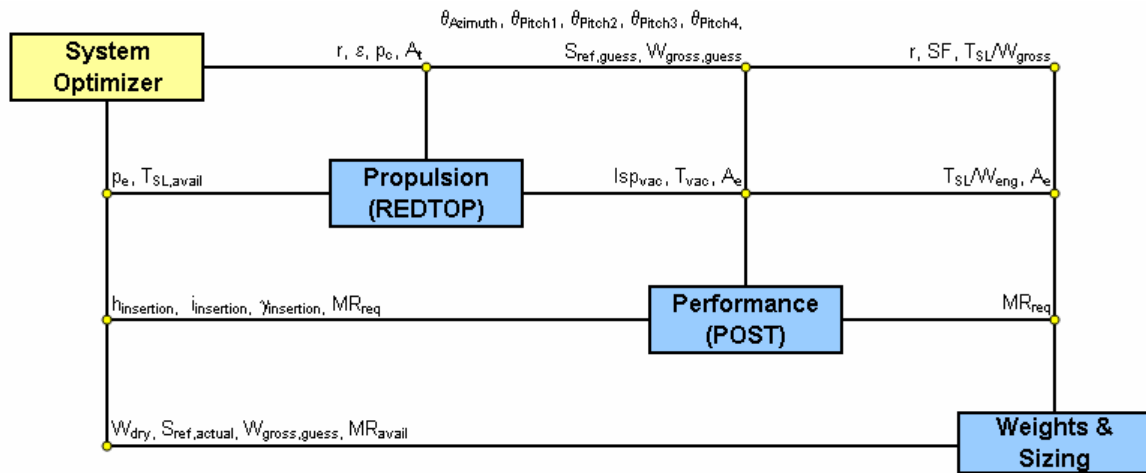 θAzimuth, θPitch1, θPitch2, θPitch3, θPitch4,
System
Optimizer
r, ε, pc, At
Sref,guess, Wgross,guess
r, SF, TSL/Wgross
pe, TSL,avail
Propulsion
(REDTOP)
Ispvac, Tvac, Ae
TSL/Weng, Ae
hinsertion, iinsertion, γinsertion, MRreq
Performance
(POST)
MRreq
Wdry, Sref,actual, Wgross,guess, MRavail
Weights &
Sizing